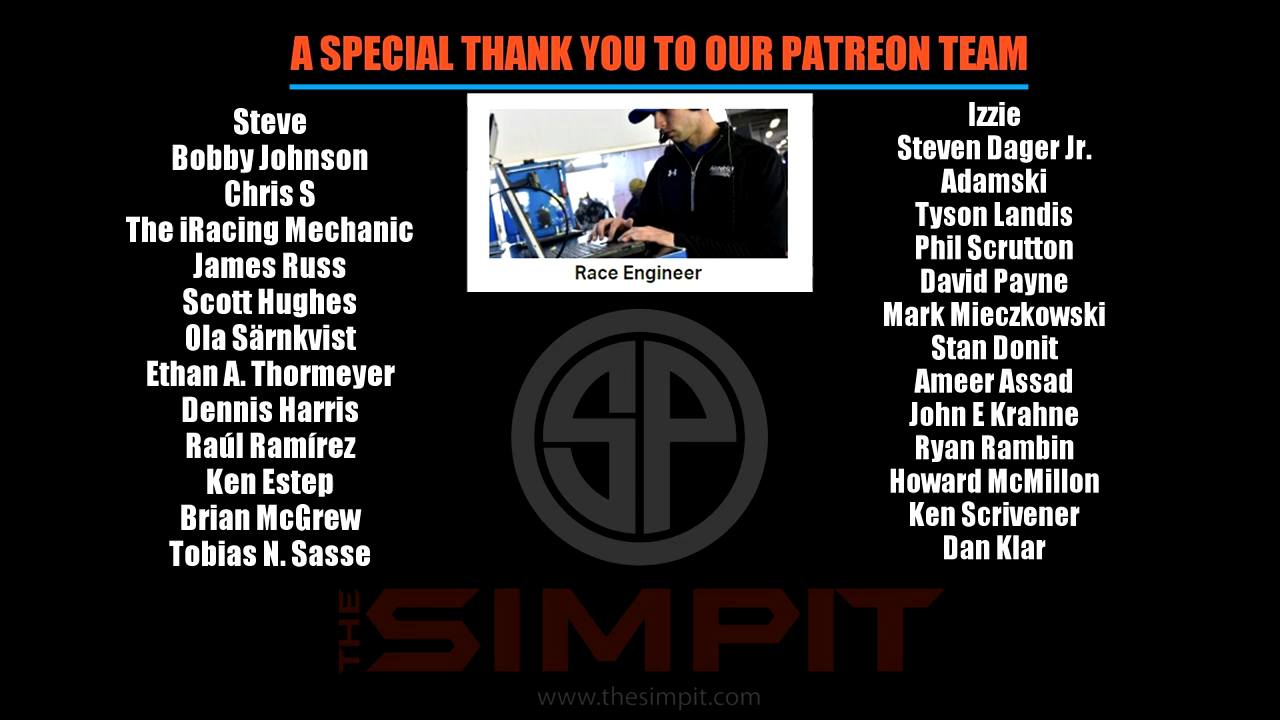 A SPECIAL THANK YOU TO OUR PATREON TEAM
Steve
Bobby Johnson
Chris S
The iRacing Mechanic
James Russ
Scott Hughes
Ola Särnkvist
Ethan A. Thormeyer
Dennis Harris
Raúl Ramírez
Ken Estep
Brian McGrew
Tobias N. Sasse
Race Engineer
Izzie
Steven Dager Jr.
Adamski
Tyson Landis
Phil Scrutton
David Payne
Mark Mieczkowski
Stan Donit
Ameer Assad
John E Krahne
Ryan Rambin
Howard McMillon
Ken Scrivener
Dan Klar
SP
THE SIMPIT
www.thesimpit.com